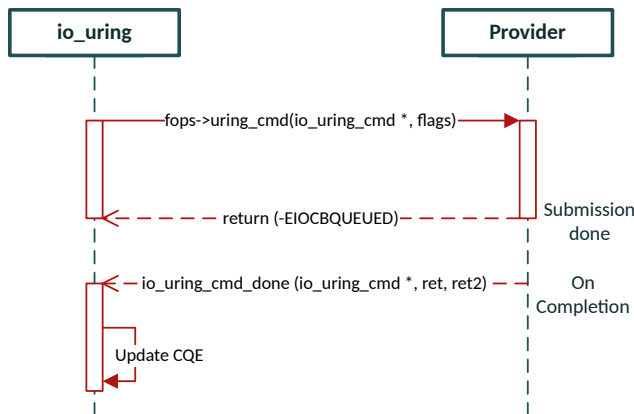 io_uring
Provider
fops->uring_cmd(io_uring_cmd *, flags)
return (-EIOCBQUEUED)
Submission
done
io_uring_cmd_done (io_uring_cmd *, ret, ret2)
On
Completion
Update CQE